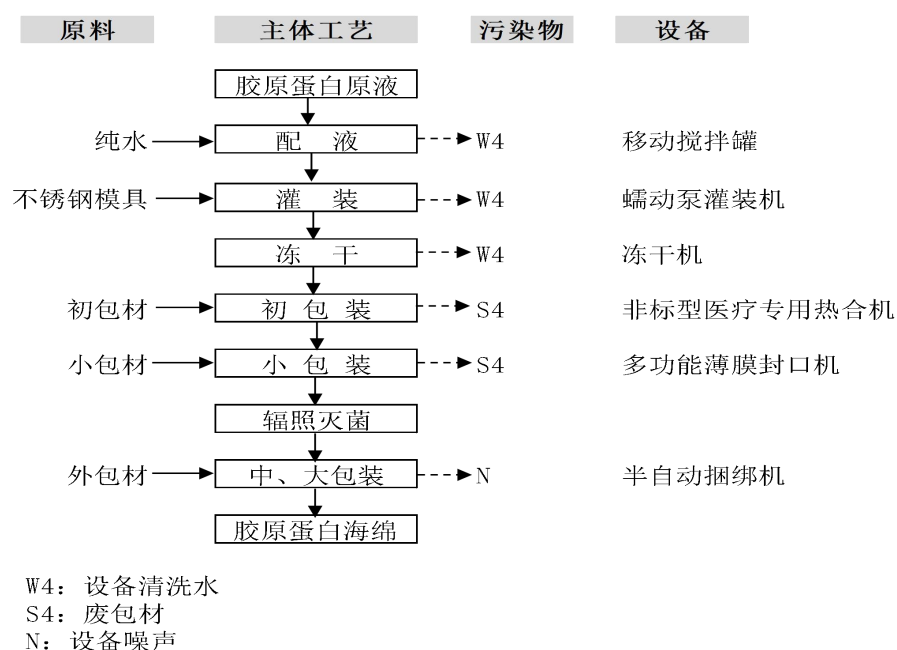 原料 主体工艺 污染物 设备
胶原蛋白原液
纯水 配 液 W4 移动搅拌罐
不锈钢模具 灌 装 W4 蠕动泵灌装机
冻 干 W4 冻干机
初包材 初 包 装 S4 非标型医疗专用热合机
小包材 小 包 装 S4 多功能薄膜封口机
辐照灭菌
外包材 中、大包装 N 半自动捆绑机
胶原蛋白海绵
W4: 设备清洗水
S4: 废包材
N: 设备噪声